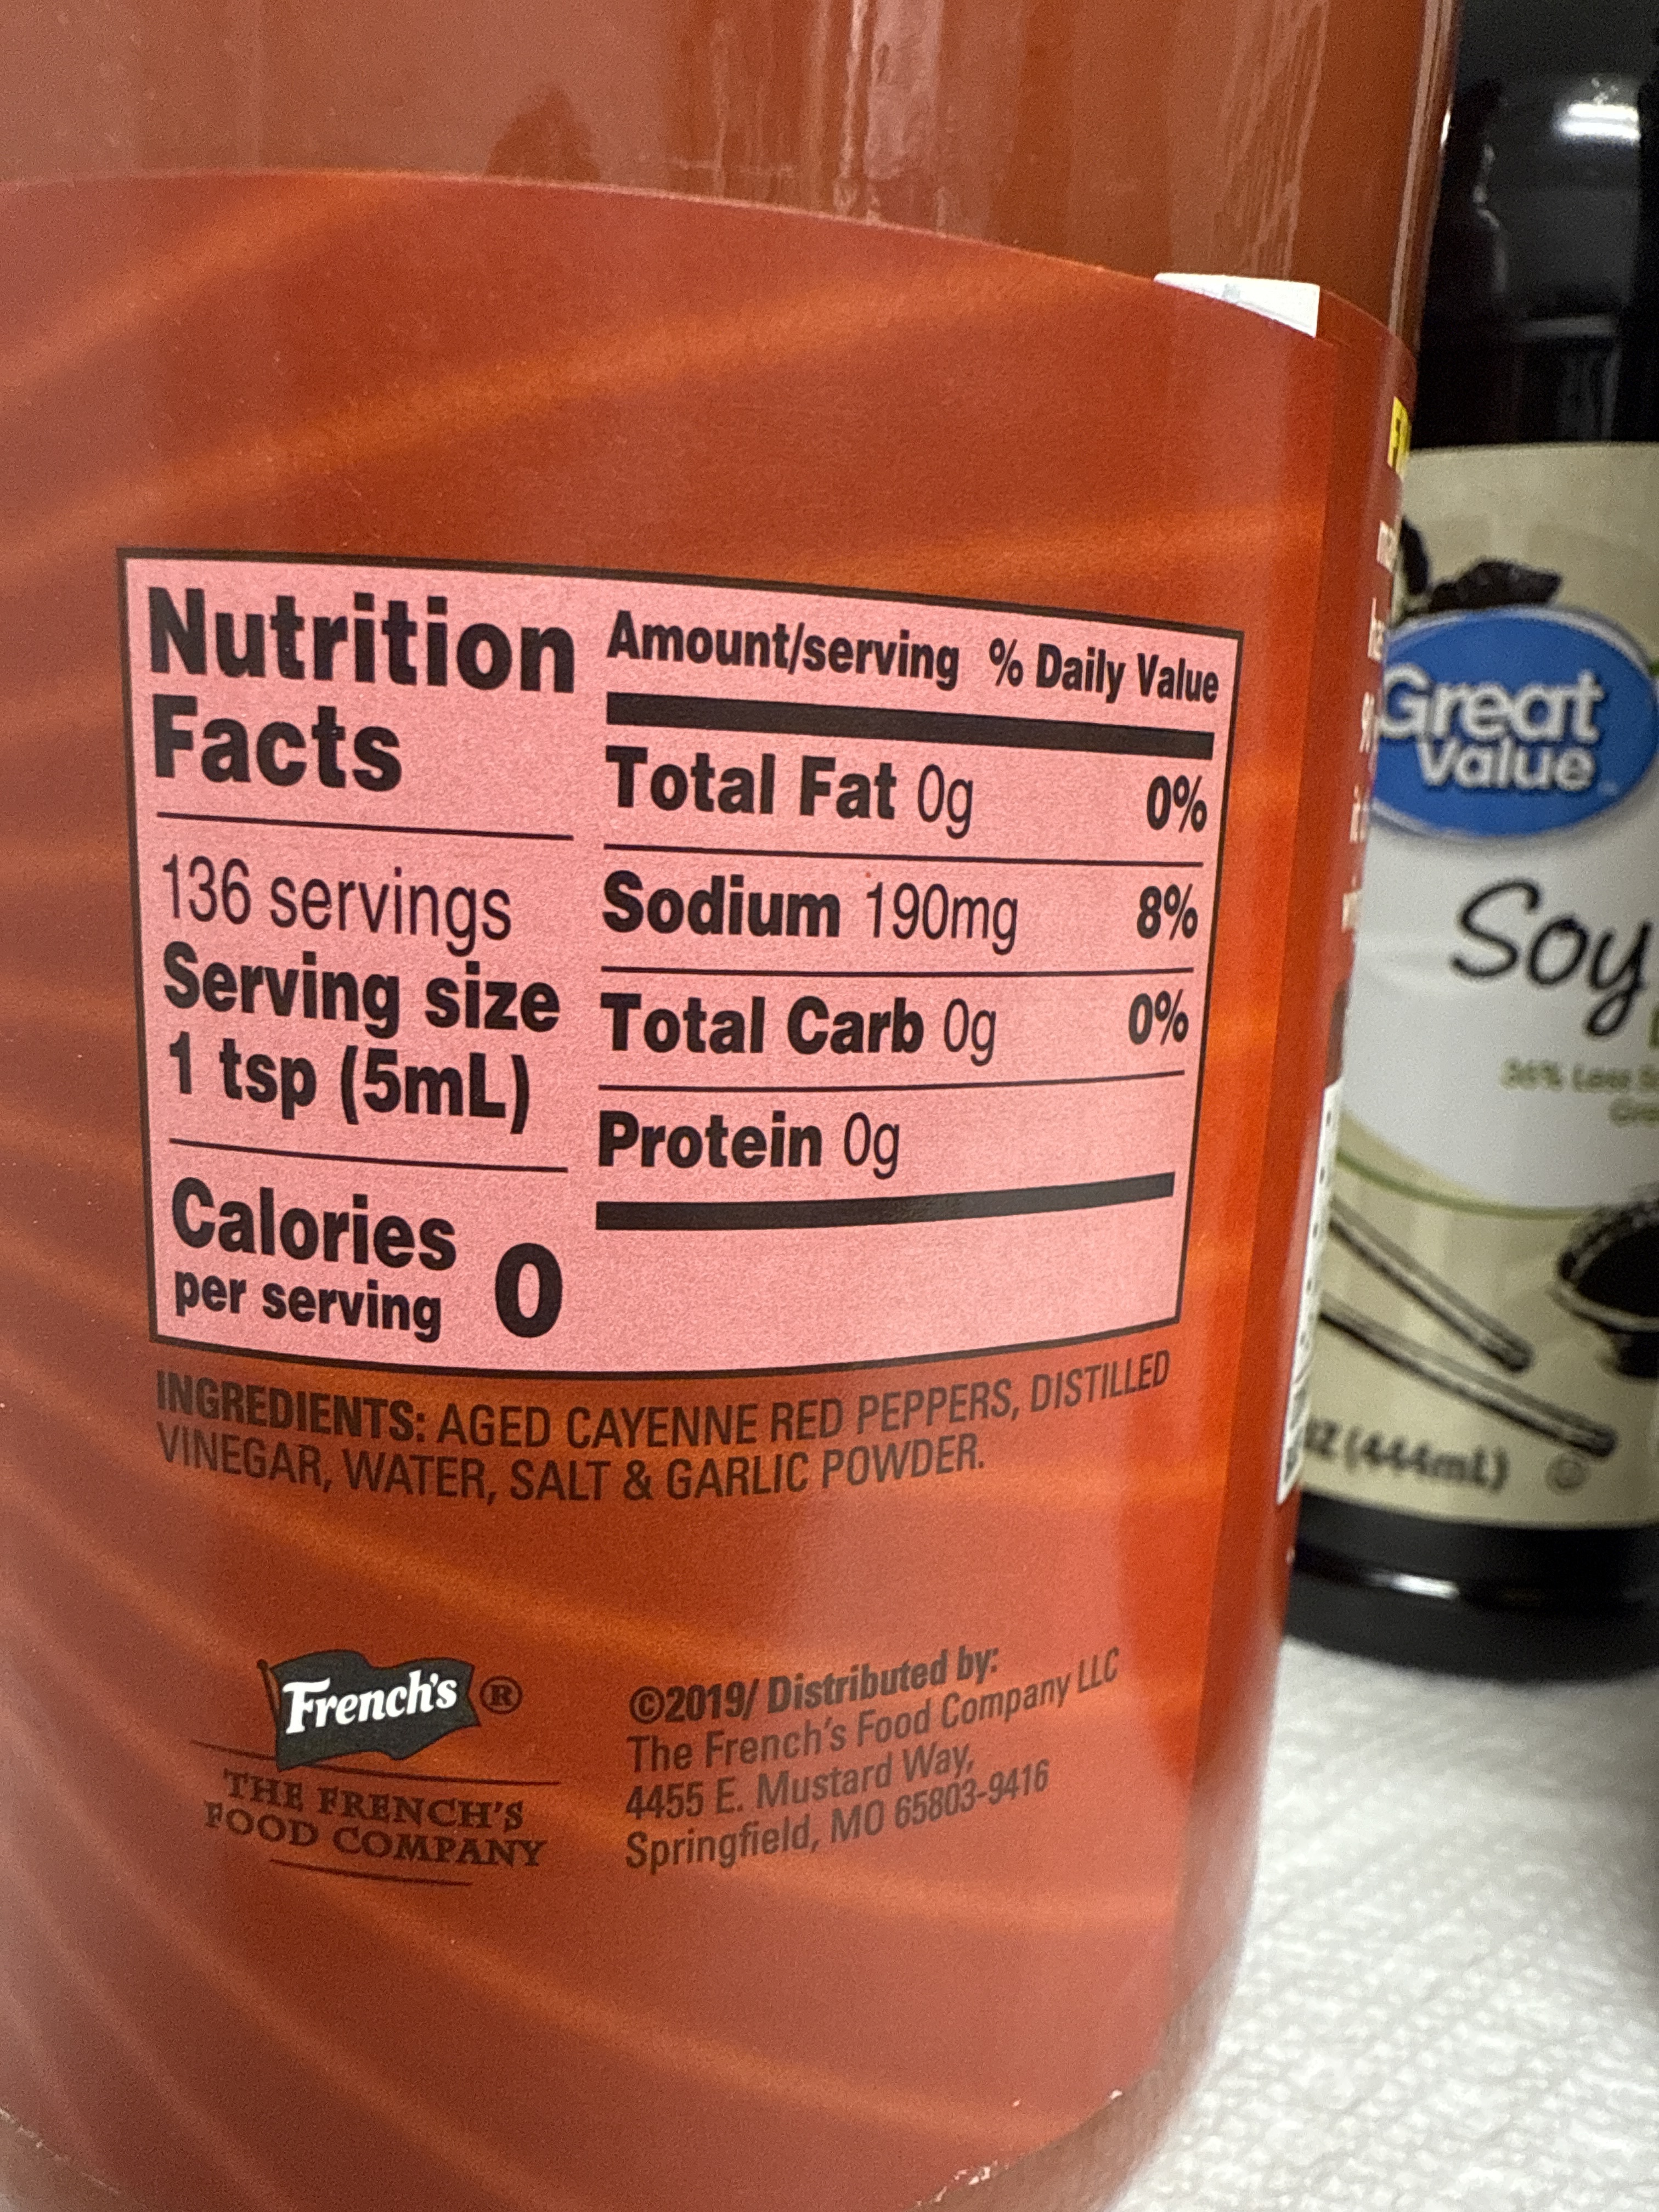 Nutrition
Facts
136 servings
Serving size
1 tsp (5mL)
Calories
per serving 0
Amount/serving % Daily Value
Total Fat 0g 0%
Sodium 190mg 8%
Total Carb 0g 0%
Protein 0g
INGREDIENTS: AGED CAYENNE RED PEPPERS, DISTILLED
VINEGAR, WATER, SALT & GARLIC POWDER.
French's ®
THE FRENCH'S
FOOD COMPANY
©2019/ Distributed by:
The French's Food Company LLC
4455 E. Mustard Way,
Springfield, MO 65803-9416
Great
Value
Soy
36% Less
(444mL)